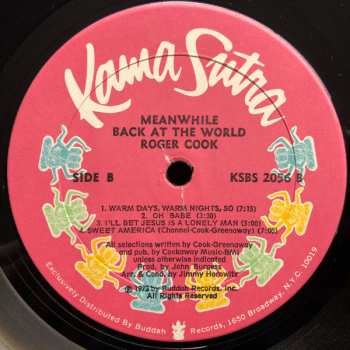 Kama Sutra
MEANWHILE
BACK AT THE WORLD
ROGER COOK
SIDE B KSBS 2056 B
1. WARM DAYS, WARM NIGHTS, SO (7:15)
2. OH BABE (3:30)
3. I'LL BET JESUS IS A LONELY MAN (3:00)
4. SWEET AMERICA (Channel-Cook-Greenaway) (7:00)
All selections written by Cook-Greenaway
and pub. by Cookaway Music-BMI
unless otherwise indicated
Prod. by John Burgess
Arr. & Cond. by Jimmy Horowitz
℗ 1972 by Buddah Records, Inc.
All Rights Reserved
Exclusively Distributed By Buddah Records, 1650 Broadway, N.Y.C. 10019